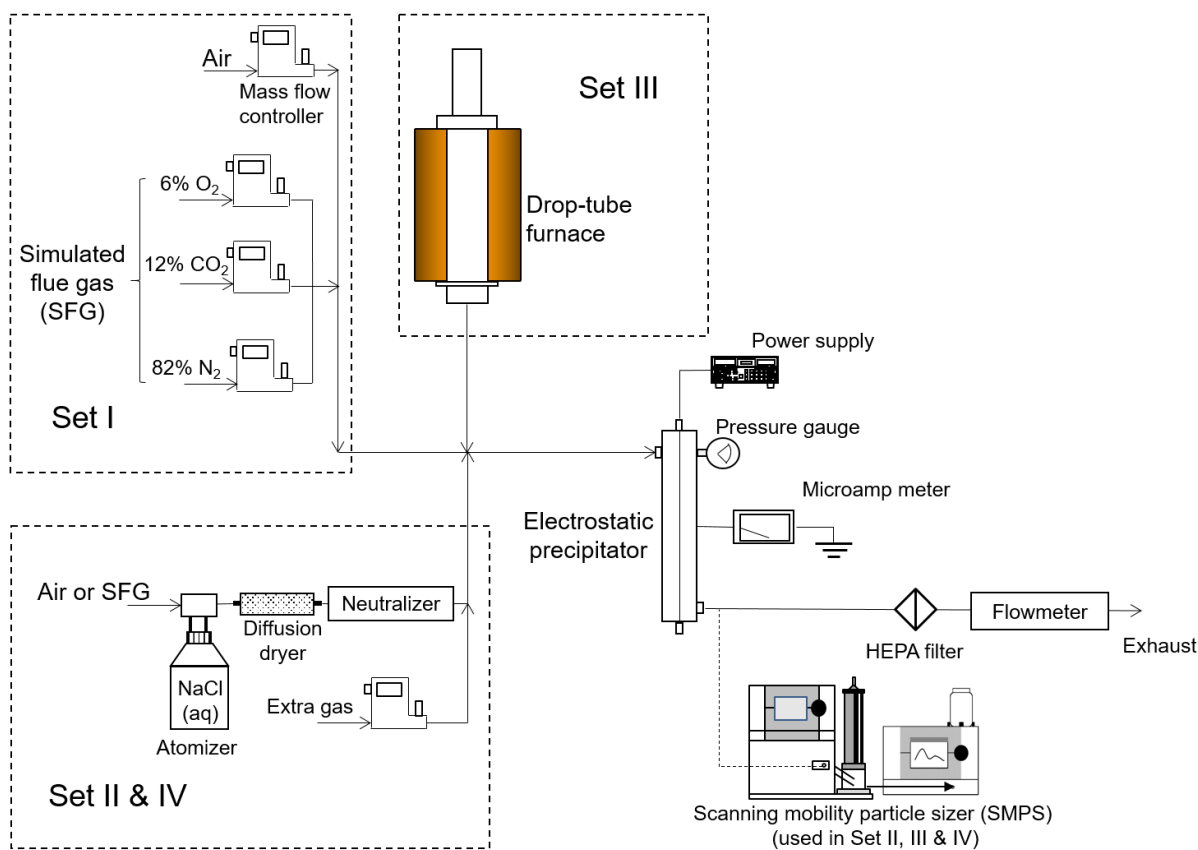 Air
Mass flow
controller
6% O₂
Simulated
flue gas
(SFG)
12% CO₂
82% N₂
Set I
Set III
Drop-tube
furnace
Power supply
Pressure gauge
Microamp meter
Electrostatic
precipitator
HEPA filter
Flowmeter
Exhaust
Air or SFG
Diffusion
dryer
Neutralizer
NaCl
(aq)
Atomizer
Extra gas
Set II & IV
Scanning mobility particle sizer (SMPS)
(used in Set II, III & IV)